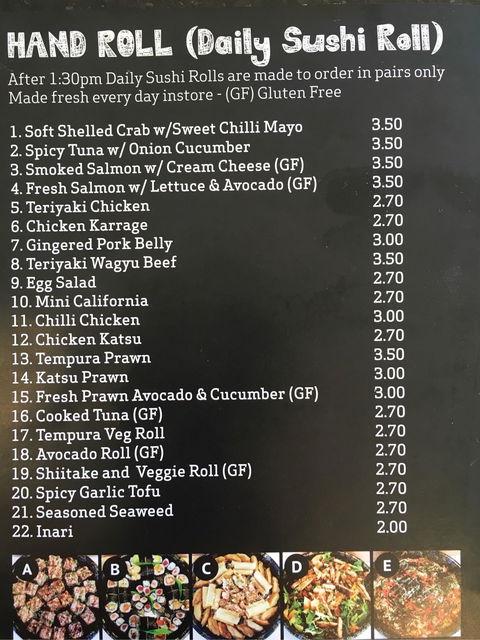 HAND ROLL (Daily Sushi Roll)
After 1:30pm Daily Sushi Rolls are made to order in pairs only
Made fresh every day instore - (GF) Gluten Free
1. Soft Shelled Crab w/Sweet Chilli Mayo 3.50
2. Spicy Tuna w/ Onion Cucumber 3.50
3. Smoked Salmon w/ Cream Cheese (GF) 3.50
4. Fresh Salmon w/ Lettuce & Avocado (GF) 3.50
5. Teriyaki Chicken 2.70
6. Chicken Karrage 2.70
7. Gingered Pork Belly 3.00
8. Teriyaki Wagyu Beef 3.50
9. Egg Salad 2.70
10. Mini California 2.70
11. Chilli Chicken 3.00
12. Chicken Katsu 2.70
13. Tempura Prawn 3.50
14. Katsu Prawn 3.00
15. Fresh Prawn Avocado & Cucumber (GF) 3.00
16. Cooked Tuna (GF) 2.70
17. Tempura Veg Roll 2.70
18. Avocado Roll (GF) 2.70
19. Shiitake and Veggie Roll (GF) 2.70
20. Spicy Garlic Tofu 2.70
21. Seasoned Seaweed 2.70
22. Inari 2.00
A B C D E